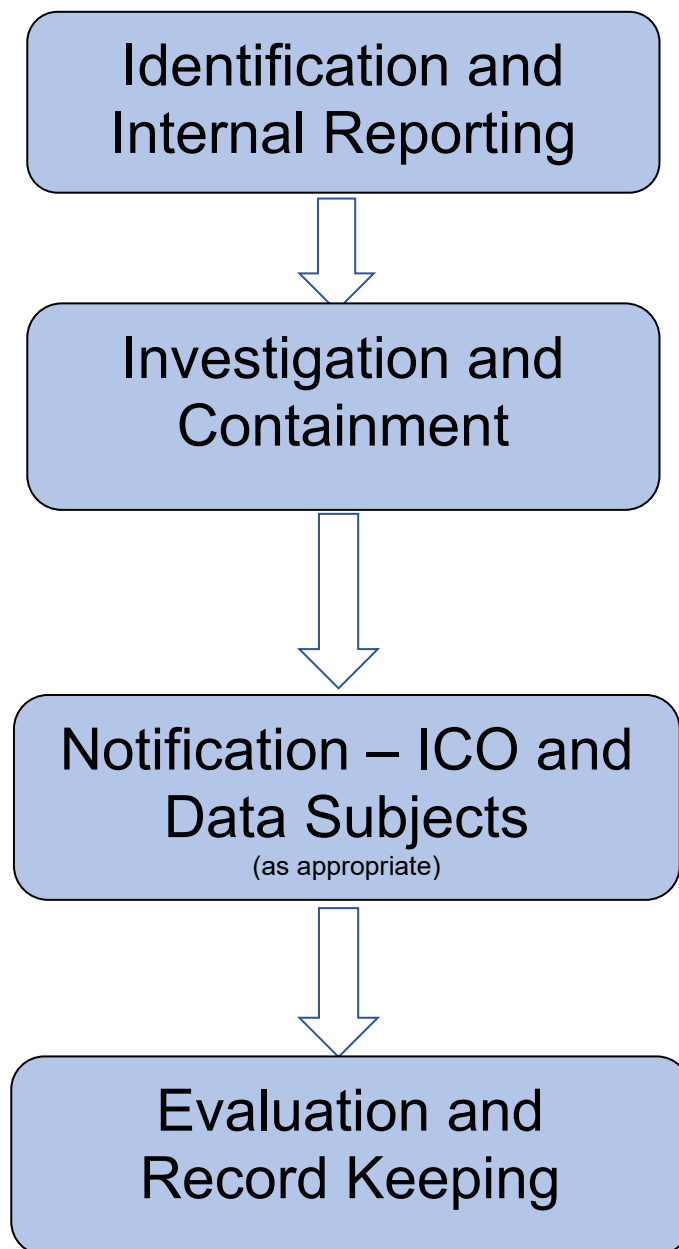 Identification and
Internal Reporting
Investigation and
Containment
Notification – ICO and
Data Subjects
(as appropriate)
Evaluation and
Record Keeping